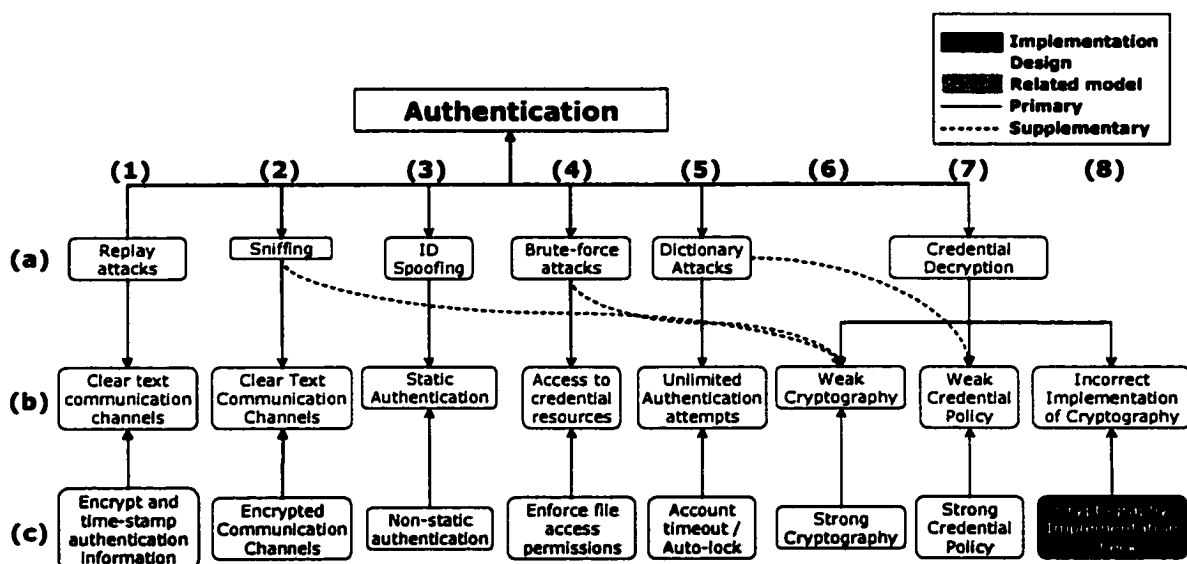 Implementation
Design
Related model
Primary
Supplementary
Authentication
(1)
(2)
(3)
(4)
(5)
(6)
(7)
(8)
(a)
Replay
attacks
Sniffing
ID
Spoofing
Brute-force
attacks
Dictionary
Attacks
Credential
Decryption
(b)
Clear text
communication
channels
Clear Text
Communication
Channels
Static
Authentication
Access to
credential
resources
Unlimited
Authentication
attempts
Weak
Cryptography
Weak
Credential
Policy
Incorrect
Implementation
of Cryptography
(c)
Encrypt and
time-stamp
authentication
information
Encrypted
Communication
Channels
Non-static
authentication
Enforce file
access
permissions
Account
timeout /
Auto-lock
Strong
Cryptography
Strong
Credential
Policy
Implementation